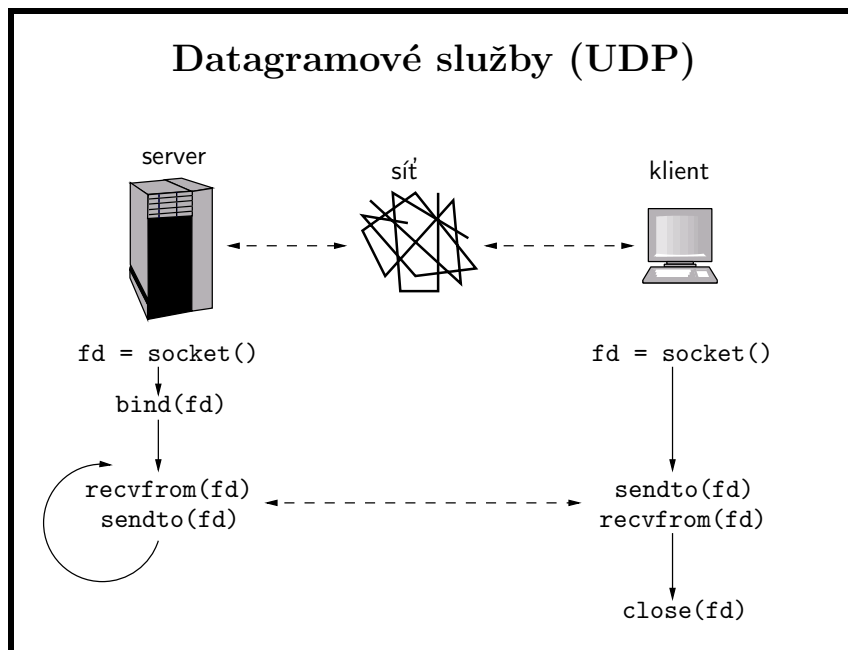 Datagramové služby (UDP)
server
síť
klient
fd = socket()
bind(fd)
recvfrom(fd)
sendto(fd)
fd = socket()
sendto(fd)
recvfrom(fd)
close(fd)